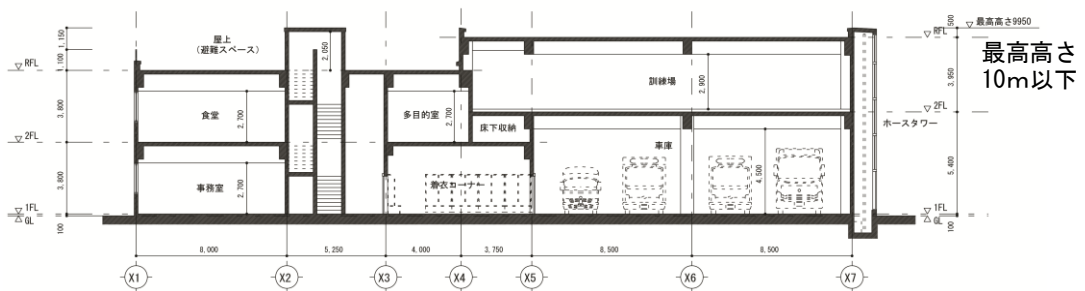 屋上
(避難スペース)
最高高さ9950
最高高さ
10m以下
RFL
2FL
1FL
GL
1,150
1,100
3,800
3,800
100
2,050
食堂
2,700
事務室
2,700
多目的室
2,700
床下収納
着衣コーナー
訓練場
2,900
車庫
4,500
ホースタワー
RFL
2FL
1FL
GL
500
3,950
5,400
100
8,000
5,250
4,000
3,750
8,500
8,500
X1
X2
X3
X4
X5
X6
X7